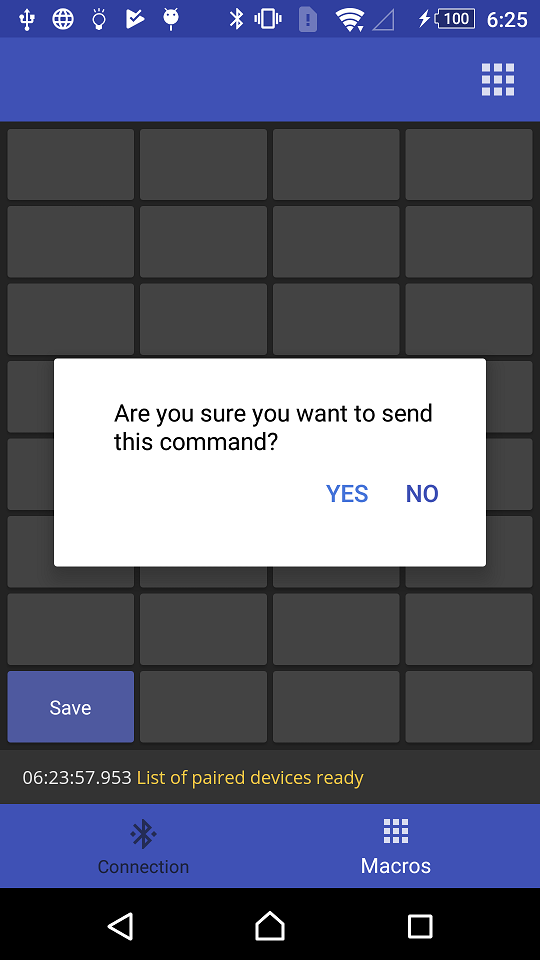 100 6:25
Are you sure you want to send
this command?
YES NO
Save
06:23:57.953 List of paired devices ready
Connection Macros